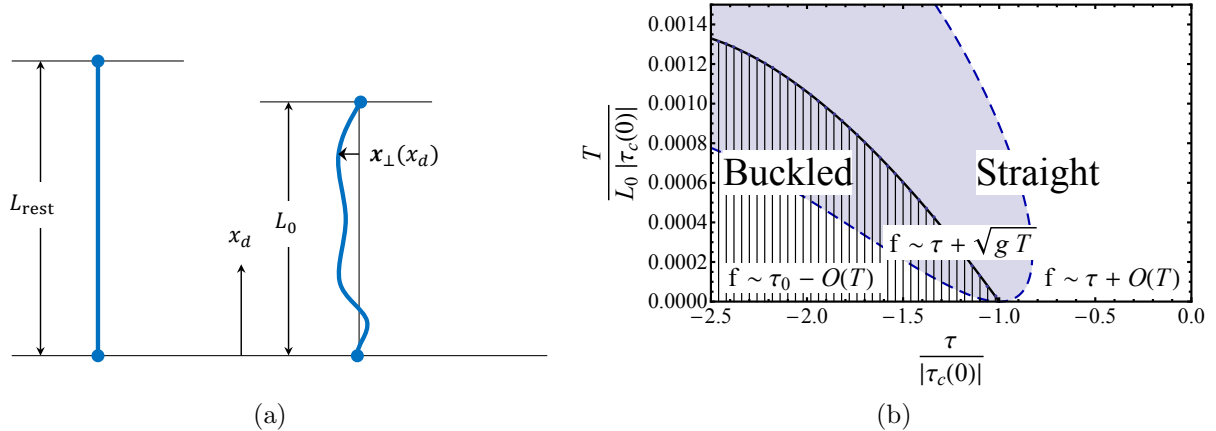 L_rest
x_d
L_0
x_⊥(x_d)
(a)
T
L_0 |τ_c(0)|
0.0014
0.0012
0.0010
0.0008
0.0006
0.0004
0.0002
0.0000
Buckled
Straight
f ~ τ + √(g T)
f ~ τ_0 − O(T)
f ~ τ + O(T)
−2.5
−2.0
−1.5
−1.0
−0.5
0.0
τ
|τ_c(0)|
(b)